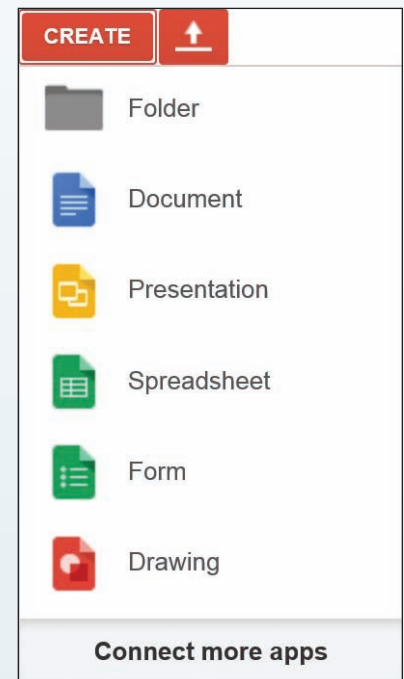 CREATE
Folder
Document
Presentation
Spreadsheet
Form
Drawing
Connect more apps